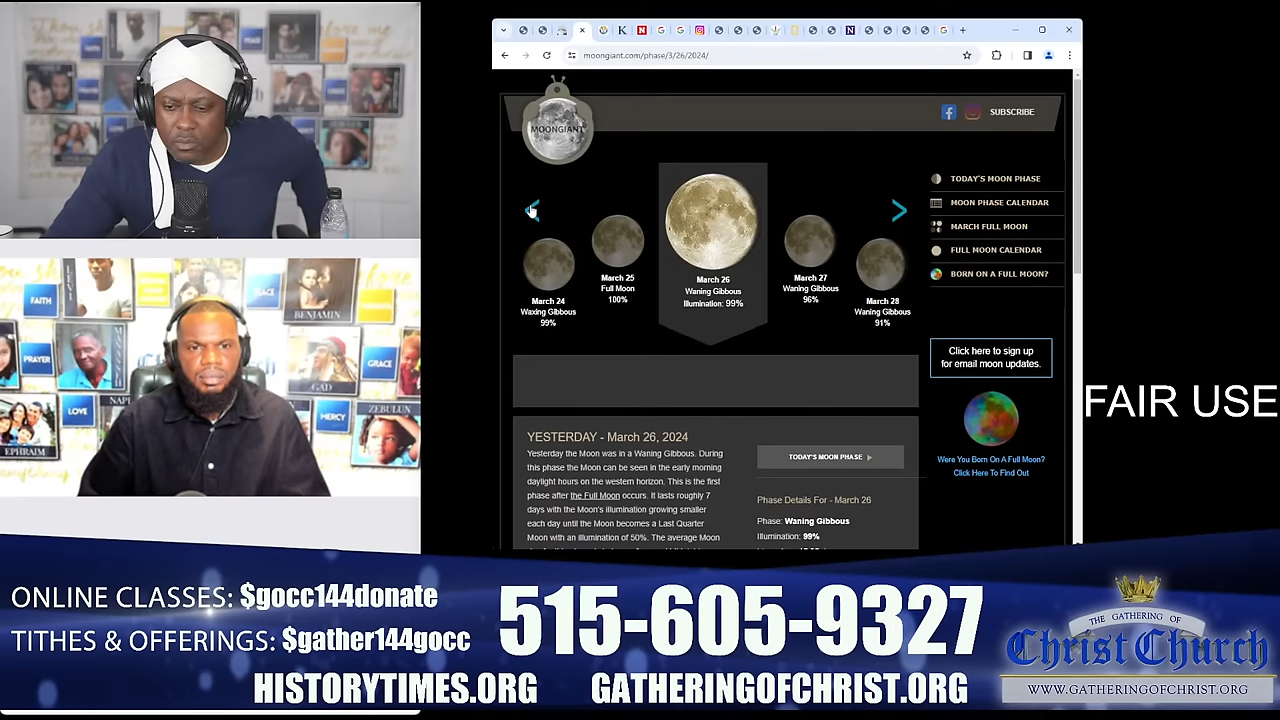 FAITH
PEACE
BENJAMIN
PRAYER
GAD
GRACE
LOVE
MERCY
ZEBULUN
EPHRAIM
moongiant.com/phase/3/26/2024/
MOONGIANT
SUBSCRIBE
March 24
Waxing Gibbous
99%
March 25
Full Moon
100%
March 26
Waning Gibbous
Illumination: 99%
March 27
Waning Gibbous
96%
March 28
Waning Gibbous
91%
TODAY'S MOON PHASE
MOON PHASE CALENDAR
MARCH FULL MOON
FULL MOON CALENDAR
BORN ON A FULL MOON?
Click here to sign up
for email moon updates.
Were You Born On A Full Moon?
Click Here To Find Out
YESTERDAY - March 26, 2024
Yesterday the Moon was in a Waning Gibbous. During
this phase the Moon can be seen in the early morning
daylight hours on the western horizon. This is the first
phase after the Full Moon occurs. It lasts roughly 7
days with the Moon's illumination growing smaller
each day until the Moon becomes a Last Quarter
Moon with an illumination of 50%. The average Moon
TODAY'S MOON PHASE
Phase Details For - March 26
Phase: Waning Gibbous
Illumination: 99%
FAIR USE
ONLINE CLASSES: $gocc144donate
TITHES & OFFERINGS: $gather144gocc
515-605-9327
HISTORYTIMES.ORG GATHERINGOFCHRIST.ORG
THE GATHERING OF
Christ Church
WWW.GATHERINGOFCHRIST.ORG